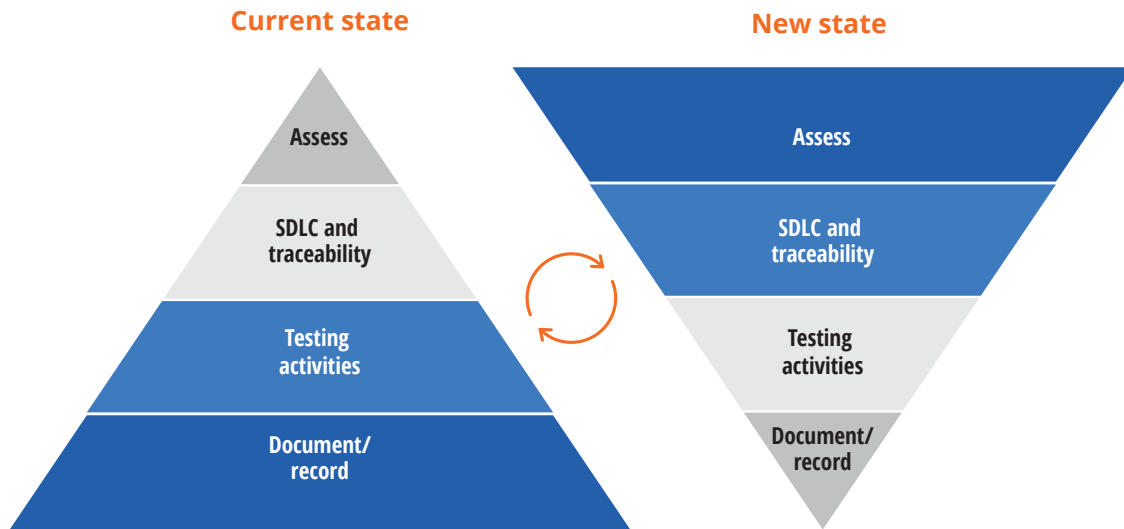 Current state
New state
Assess
SDLC and
traceability
Testing
activities
Document/
record
Assess
SDLC and
traceability
Testing
activities
Document/
record